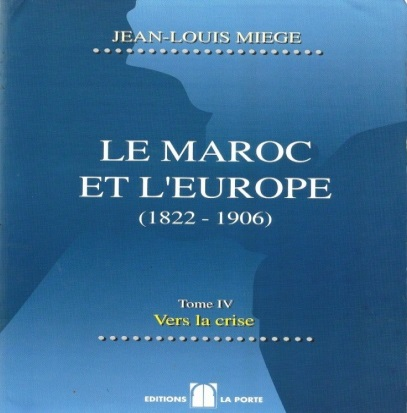 JEAN-LOUIS MIEGE
LE MAROC
ET L'EUROPE
(1822 - 1906)
Tome IV
Vers la crise
EDITIONS LA PORTE